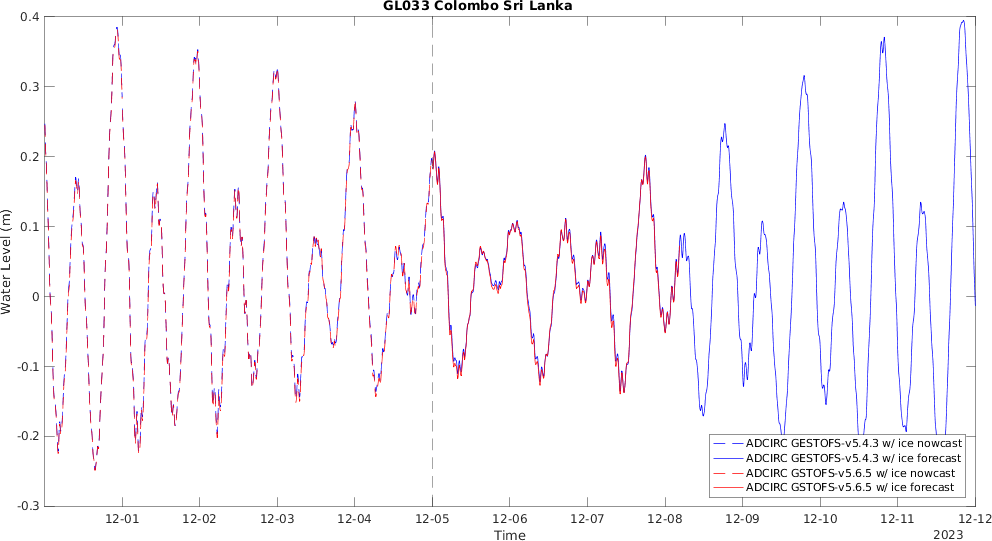 GL033 Colombo Sri Lanka
0.4
0.3
0.2
0.1
0
-0.1
-0.2
-0.3
Water Level (m)
ADCIRC GESTOFS-v5.4.3 w/ ice nowcast
ADCIRC GESTOFS-v5.4.3 w/ ice forecast
ADCIRC GSTOFS-v5.6.5 w/ ice nowcast
ADCIRC GSTOFS-v5.6.5 w/ ice forecast
12-01 12-02 12-03 12-04 12-05 12-06 12-07 12-08 12-09 12-10 12-11 12-12
Time
2023